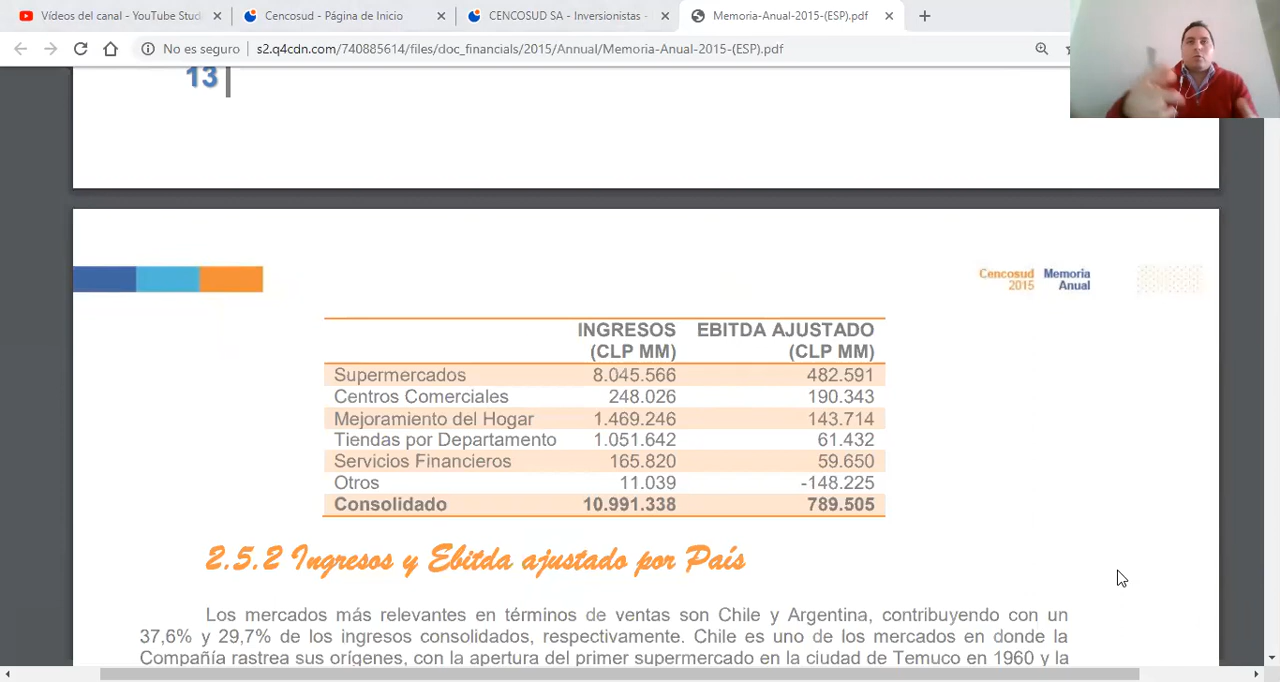 Vídeos del canal - YouTube Stud
Cencosud - Página de Inicio
CENCOSUD SA - Inversionistas -
Memoria-Anual-2015-(ESP).pdf
No es seguro
s2.q4cdn.com/740885614/files/doc_financials/2015/Annual/Memoria-Anual-2015-(ESP).pdf
13
Cencosud Memoria
2015 Anual
INGRESOS EBITDA AJUSTADO
(CLP MM) (CLP MM)
Supermercados 8.045.566 482.591
Centros Comerciales 248.026 190.343
Mejoramiento del Hogar 1.469.246 143.714
Tiendas por Departamento 1.051.642 61.432
Servicios Financieros 165.820 59.650
Otros 11.039 -148.225
Consolidado 10.991.338 789.505
2.5.2 Ingresos y Ebitda ajustado por País
Los mercados más relevantes en términos de ventas son Chile y Argentina, contribuyendo con un
37,6% y 29,7% de los ingresos consolidados, respectivamente. Chile es uno de los mercados en donde la
Compañía rastrea sus orígenes, con la apertura del primer supermercado en la ciudad de Temuco en 1960 y la